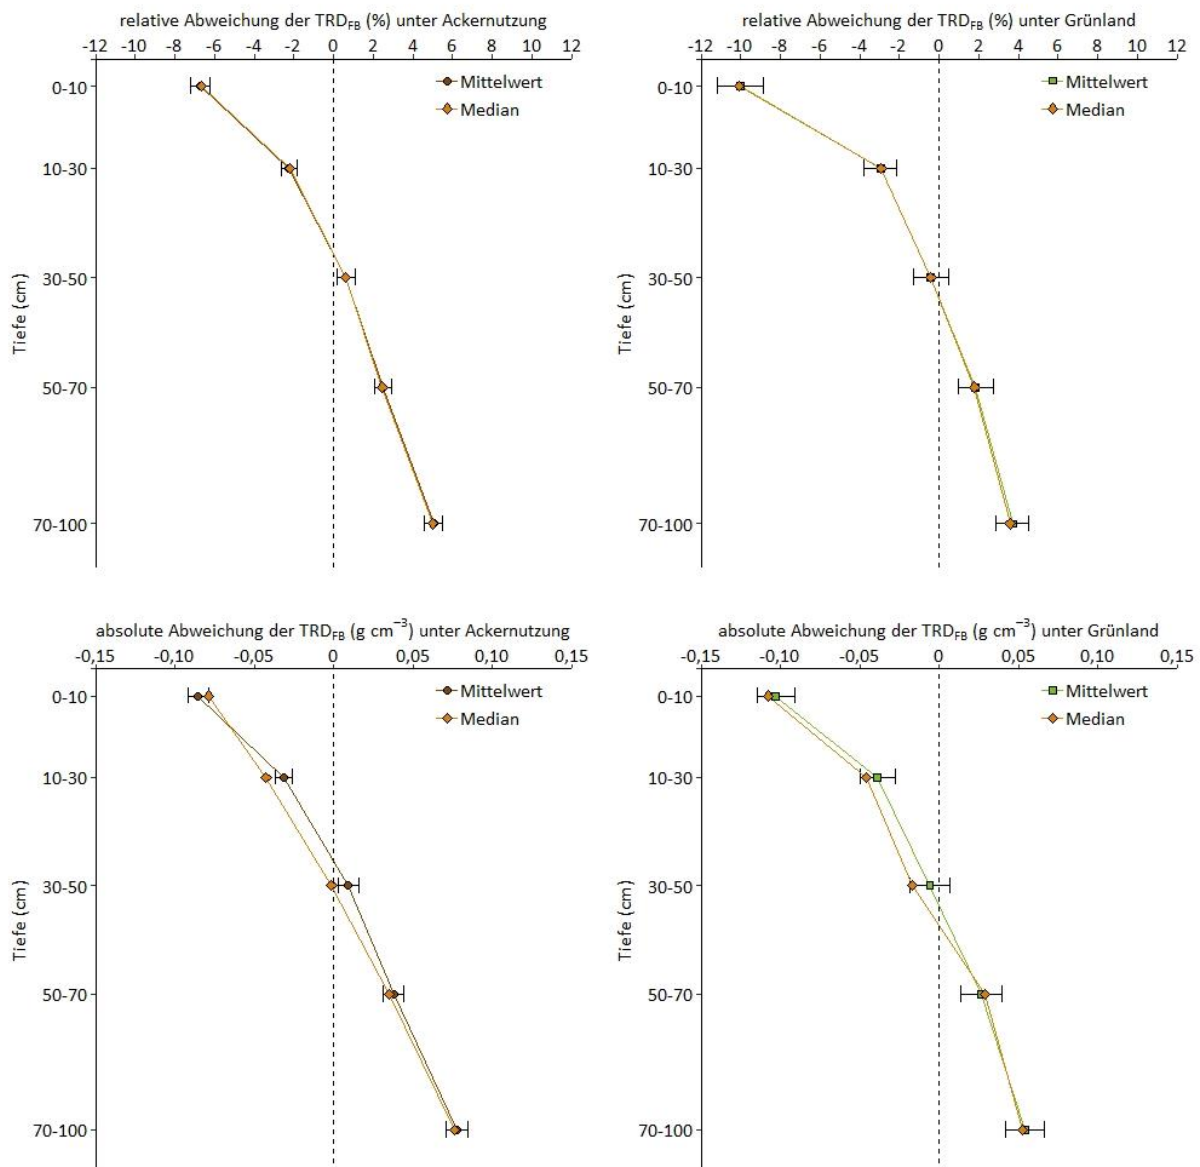 relative Abweichung der TRD_FB (%) unter Ackernutzung
-12 -10 -8 -6 -4 -2 0 2 4 6 8 10 12
Mittelwert
Median
0-10
10-30
30-50
50-70
70-100
Tiefe (cm)
relative Abweichung der TRD_FB (%) unter Grünland
-12 -10 -8 -6 -4 -2 0 2 4 6 8 10 12
Mittelwert
Median
0-10
10-30
30-50
50-70
70-100
Tiefe (cm)
absolute Abweichung der TRD_FB (g cm⁻³) unter Ackernutzung
-0,15 -0,10 -0,05 0 0,05 0,10 0,15
Mittelwert
Median
0-10
10-30
30-50
50-70
70-100
Tiefe (cm)
absolute Abweichung der TRD_FB (g cm⁻³) unter Grünland
-0,15 -0,10 -0,05 0 0,05 0,10 0,15
Mittelwert
Median
0-10
10-30
30-50
50-70
70-100
Tiefe (cm)